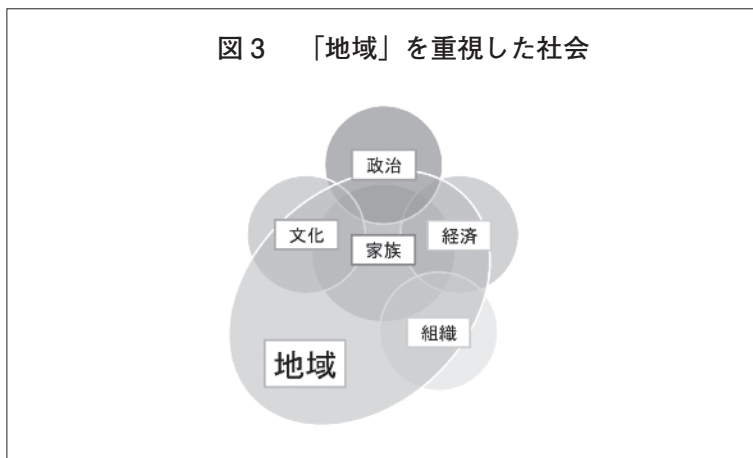 図3 「地域」を重視した社会
政治
文化
家族
経済
組織
地域